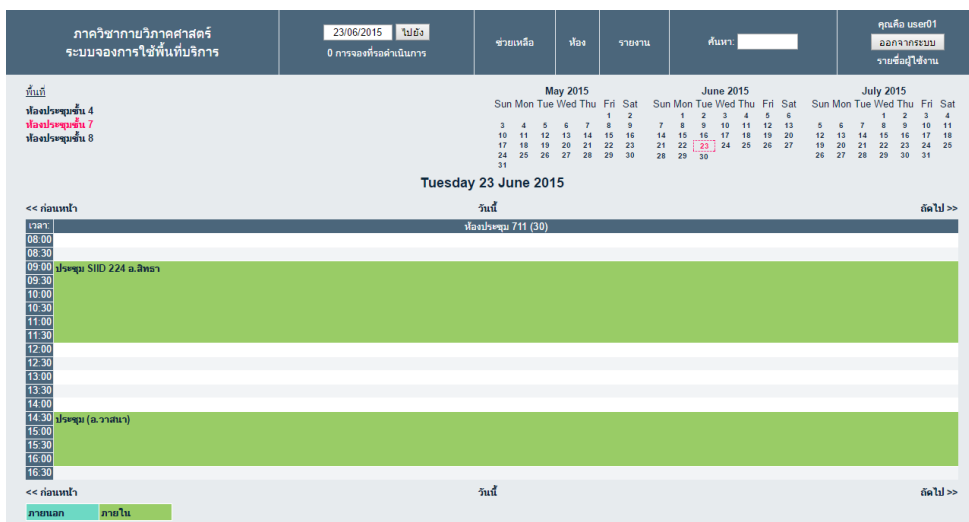 ภาควิชากายวิภาคศาสตร์
ระบบจองการใช้พื้นที่บริการ
23/06/2015 ไปยัง
0 การจองที่รอดำเนินการ
ช่วยเหลือ
ห้อง
รายงาน
ค้นหา:
คุณคือ user01
ออกจากระบบ
รายชื่อผู้ใช้งาน
พื้นที่
ห้องประชุมชั้น 4
ห้องประชุมชั้น 7
ห้องประชุมชั้น 8
May 2015
Sun Mon Tue Wed Thu Fri Sat
1 2
3 4 5 6 7 8 9
10 11 12 13 14 15 16
17 18 19 20 21 22 23
24 25 26 27 28 29 30
31
June 2015
Sun Mon Tue Wed Thu Fri Sat
1 2 3 4 5 6
7 8 9 10 11 12 13
14 15 16 17 18 19 20
21 22 23 24 25 26 27
28 29 30
July 2015
Sun Mon Tue Wed Thu Fri Sat
1 2 3 4
5 6 7 8 9 10 11
12 13 14 15 16 17 18
19 20 21 22 23 24 25
26 27 28 29 30 31
Tuesday 23 June 2015
<< ก่อนหน้า วันนี้ ถัดไป >>
เวลา: ห้องประชุม 711 (30)
08:00
08:30
09:00 ประชุม SIID 224 อ.สิทธา
09:30
10:00
10:30
11:00
11:30
12:00
12:30
13:00
13:30
14:00
14:30 ประชุม (อ.วาสนา)
15:00
15:30
16:00
16:30
<< ก่อนหน้า วันนี้ ถัดไป >>
ภายนอก ภายใน